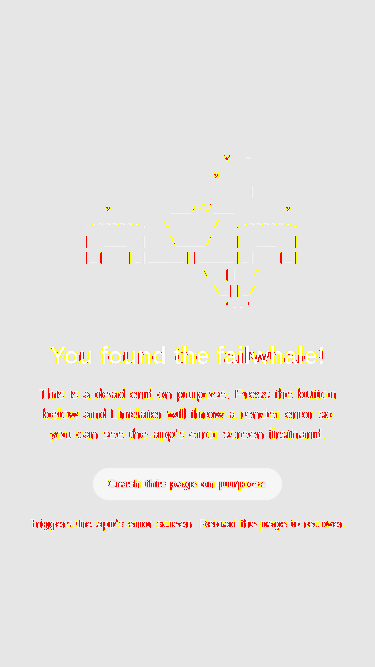 You found the failwhale!
This is a dead end on purpose. Press the button
below and will throw a error so
you can see the app's error screen treatment.
Crash this page on purpose
Triggers the app's error screen. Reload the page to recover.